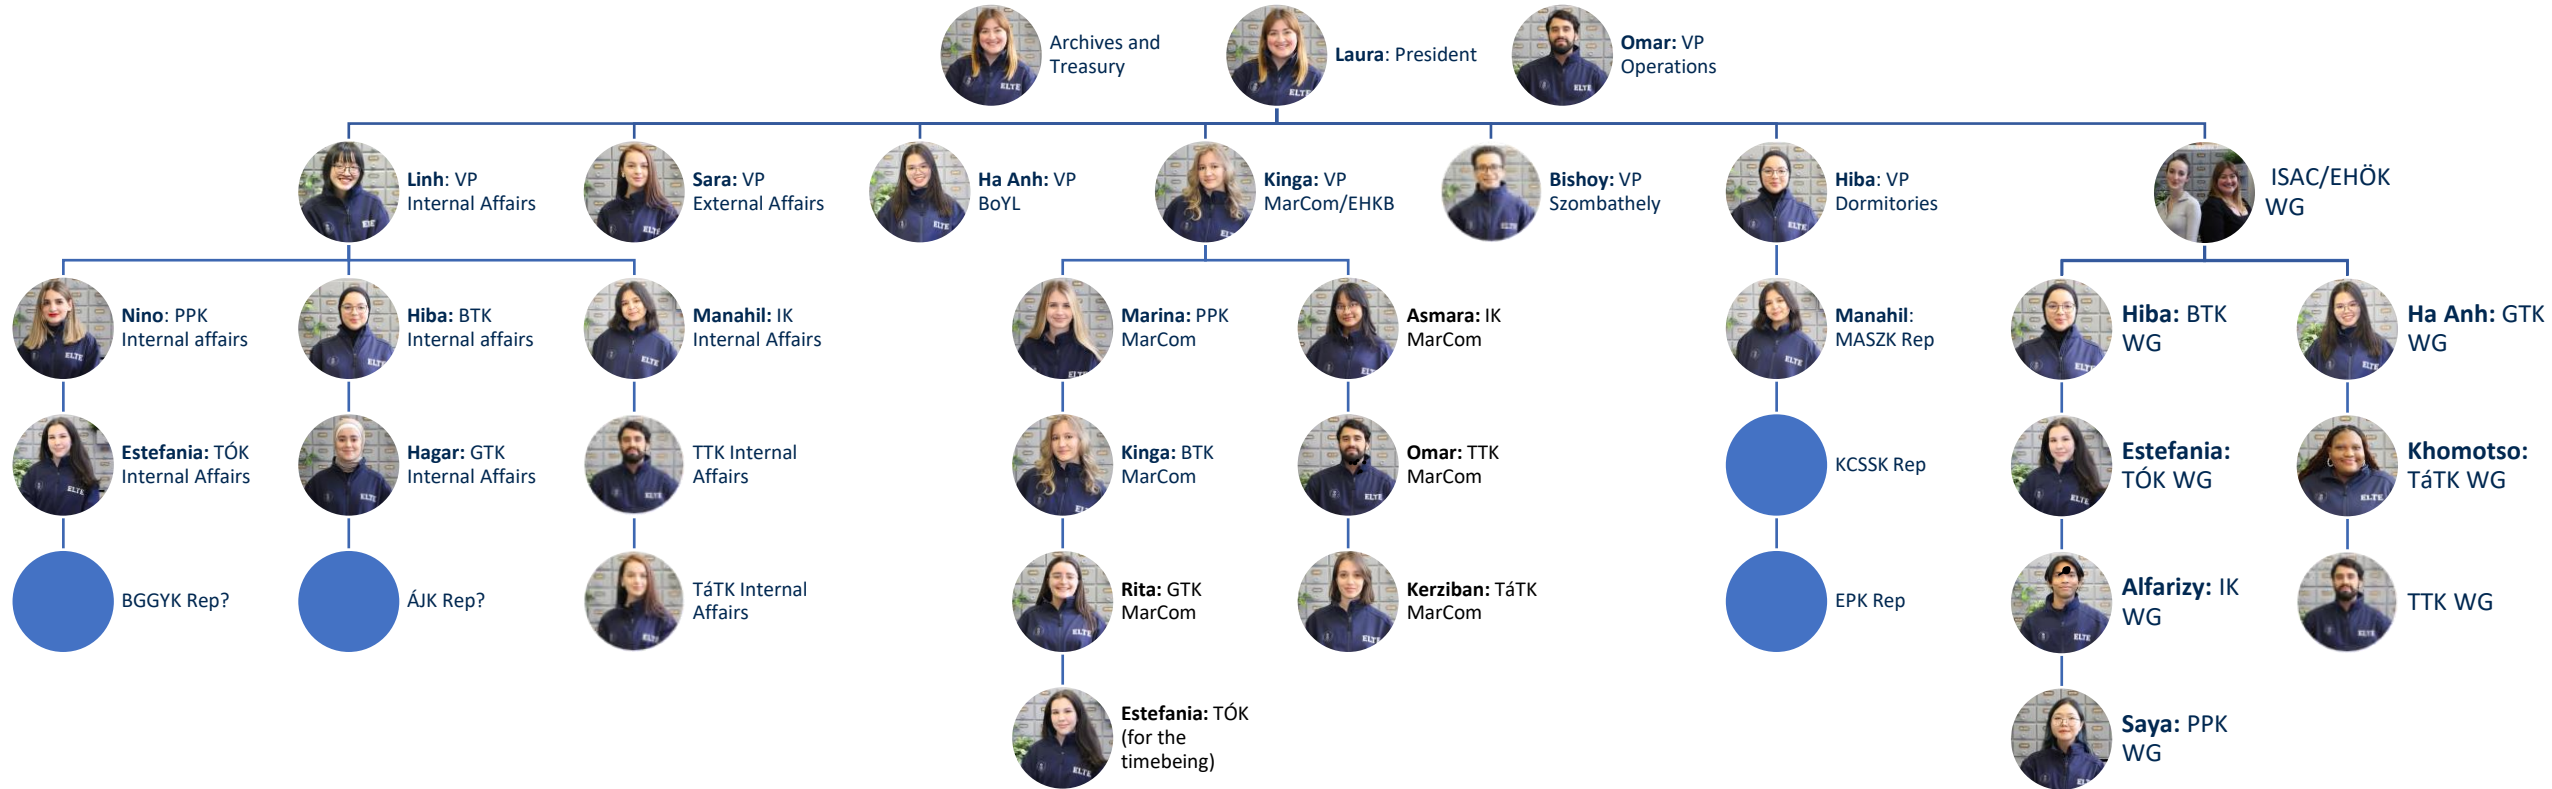 Archives and
Treasury
Laura: President
Omar: VP
Operations
Linh: VP
Internal Affairs
Sara: VP
External Affairs
Ha Anh: VP
BoYL
Kinga: VP
MarCom/EHKB
Bishoy: VP
Szombathely
Hiba: VP
Dormitories
ISAC/EHÖK
WG
Nino: PPK
Internal affairs
Hiba: BTK
Internal affairs
Manahil: IK
Internal Affairs
Marina: PPK
MarCom
Asmara: IK
MarCom
Manahil:
MASZK Rep
Hiba: BTK
WG
Ha Anh: GTK
WG
Estefania: TÓK
Internal Affairs
Hagar: GTK
Internal Affairs
TTK Internal
Affairs
Kinga: BTK
MarCom
Omar: TTK
MarCom
KCSSK Rep
Estefania:
TÓK WG
Khomotso:
TáTK WG
BGGYK Rep?
ÁJK Rep?
TáTK Internal
Affairs
Rita: GTK
MarCom
Kerziban: TáTK
MarCom
EPK Rep
Alfarizy: IK
WG
TTK WG
Estefania: TÓK
(for the
timebeing)
Saya: PPK
WG